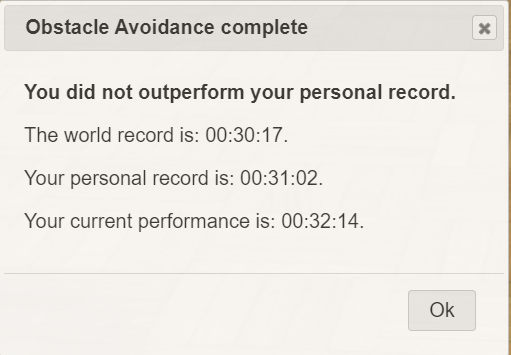 Obstacle Avoidance complete
You did not outperform your personal record.
The world record is: 00:30:17.
Your personal record is: 00:31:02.
Your current performance is: 00:32:14.
Ok